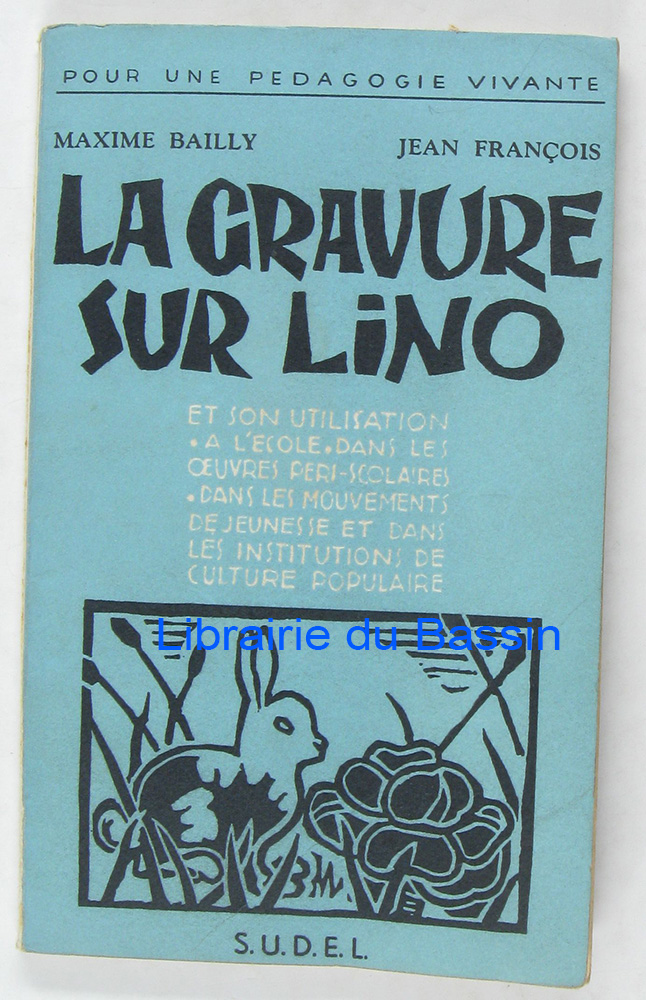 POUR UNE PEDAGOGIE VIVANTE
MAXIME BAILLY JEAN FRANÇOIS
LA GRAVURE
SUR LiNO
ET SON UTILISATION
• A L'ECOLE • DANS LES
ŒUVRES PERI-SCOLAIRES
• DANS LES MOUVEMENTS
DE JEUNESSE ET DANS
LES INSTITUTIONS DE
CULTURE POPULAIRE
Librairie du Bassin
S.U.D.E.L.